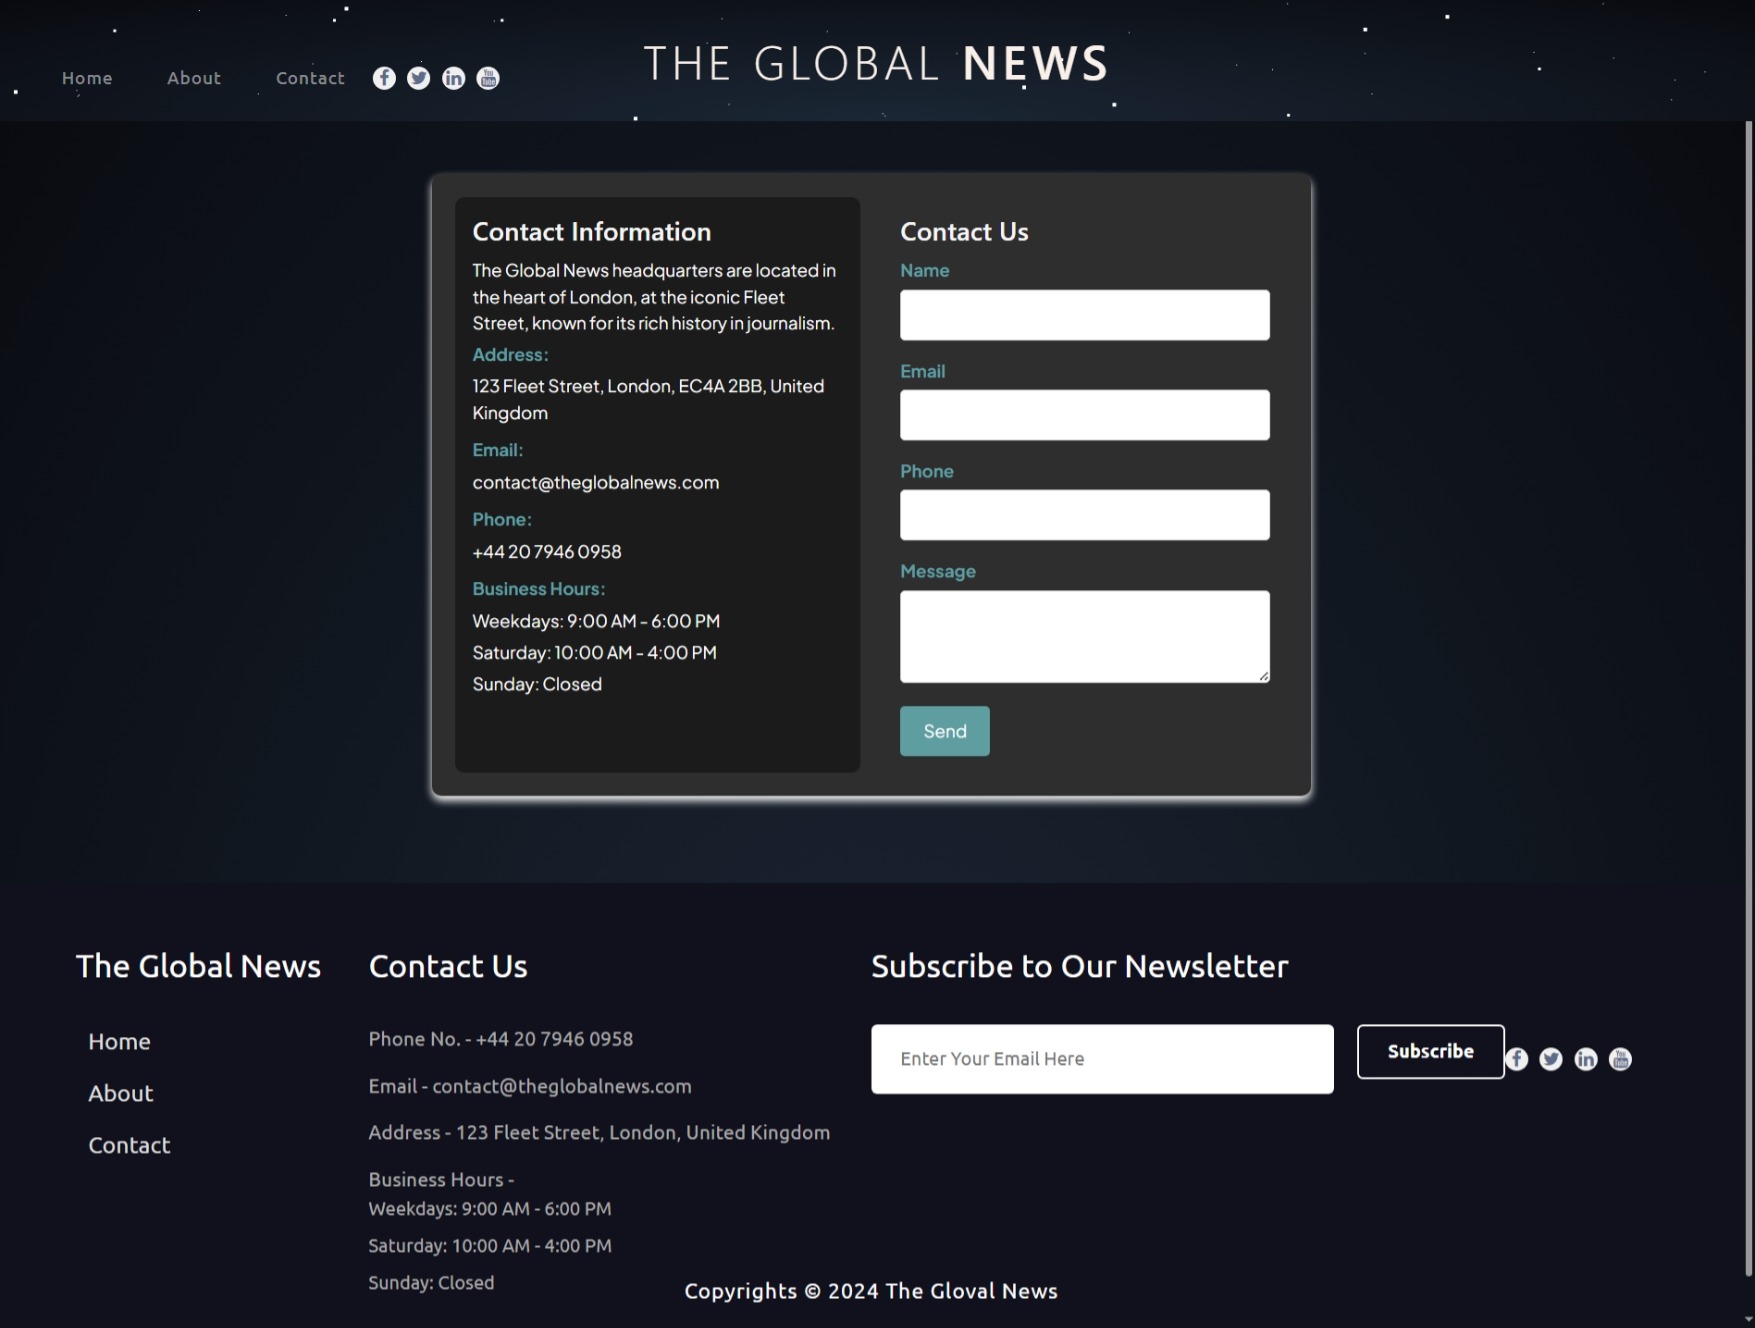 Home About Contact
THE GLOBAL NEWS
Contact Information
The Global News headquarters are located in
the heart of London, at the iconic Fleet
Street, known for its rich history in journalism.
Address:
123 Fleet Street, London, EC4A 2BB, United
Kingdom
Email:
contact@theglobalnews.com
Phone:
+44 20 7946 0958
Business Hours:
Weekdays: 9:00 AM - 6:00 PM
Saturday: 10:00 AM - 4:00 PM
Sunday: Closed
Contact Us
Name
Email
Phone
Message
Send
The Global News
Home
About
Contact
Contact Us
Phone No. - +44 20 7946 0958
Email - contact@theglobalnews.com
Address - 123 Fleet Street, London, United Kingdom
Business Hours -
Weekdays: 9:00 AM - 6:00 PM
Saturday: 10:00 AM - 4:00 PM
Sunday: Closed
Subscribe to Our Newsletter
Enter Your Email Here
Subscribe
Copyrights © 2024 The Gloval News